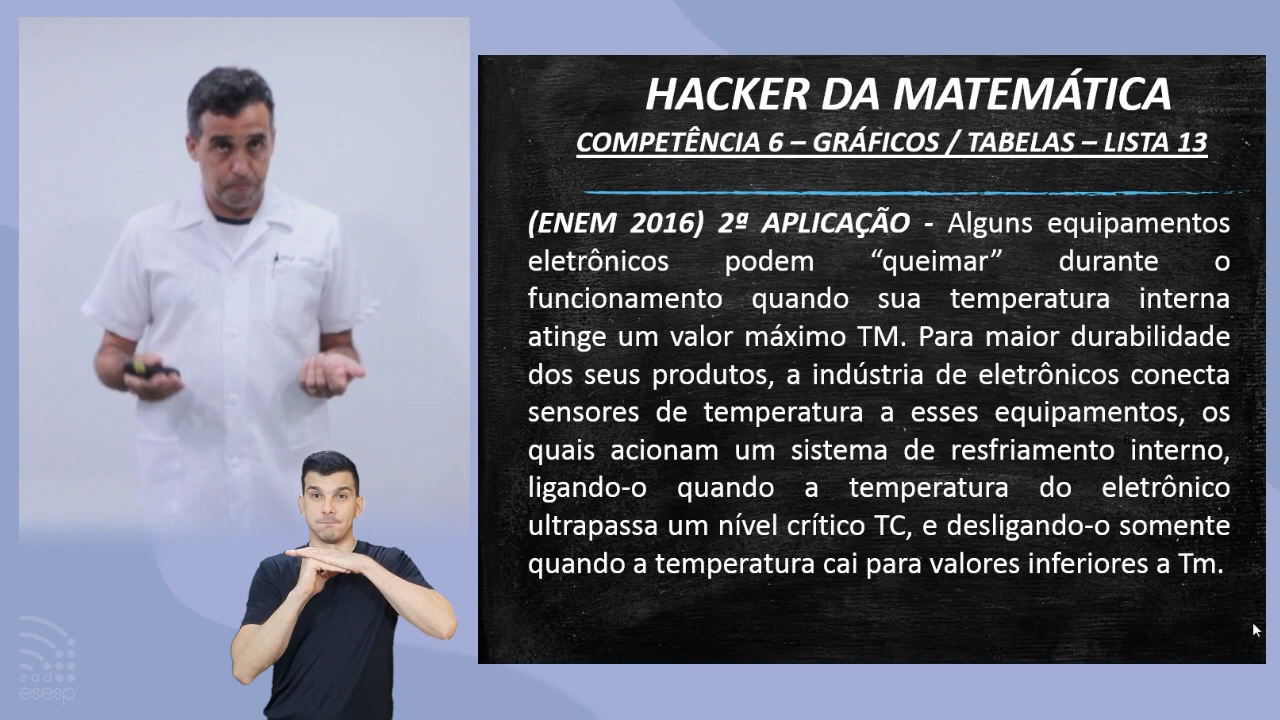 HACKER DA MATEMÁTICA
COMPETÊNCIA 6 – GRÁFICOS / TABELAS – LISTA 13
(ENEM 2016) 2ª APLICAÇÃO - Alguns equipamentos
eletrônicos podem “queimar” durante o
funcionamento quando sua temperatura interna
atinge um valor máximo TM. Para maior durabilidade
dos seus produtos, a indústria de eletrônicos conecta
sensores de temperatura a esses equipamentos, os
quais acionam um sistema de resfriamento interno,
ligando-o quando a temperatura do eletrônico
ultrapassa um nível crítico TC, e desligando-o somente
quando a temperatura cai para valores inferiores a Tm.
ead
esesp